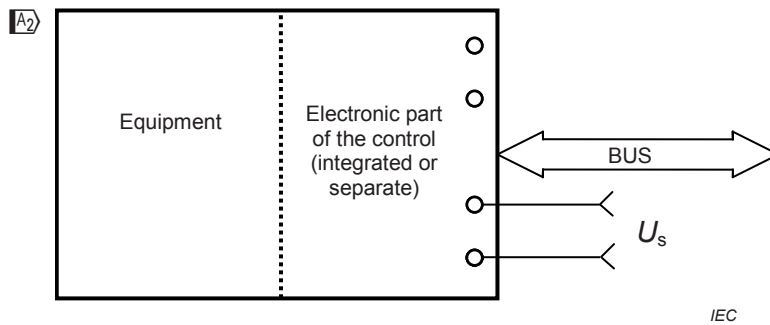 A2
Equipment
Electronic part
of the control
(integrated or
separate)
BUS
Us
IEC